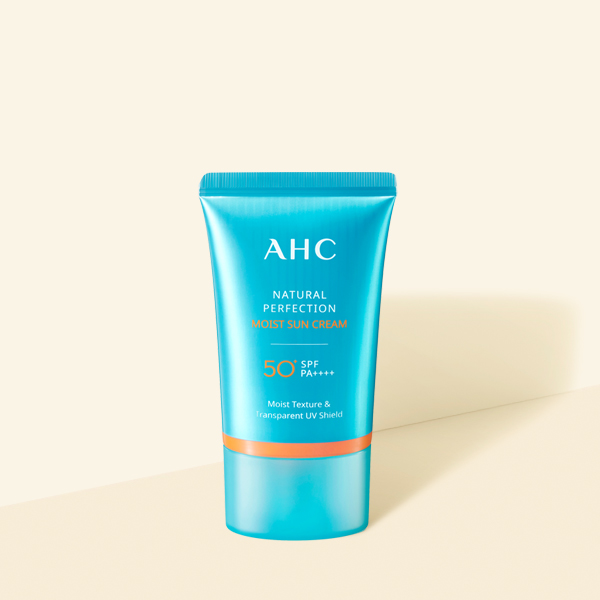 AHC
NATURAL
PERFECTION
MOIST SUN CREAM
50+ SPF
PA++++
Moist Texture &
Transparent UV Shield